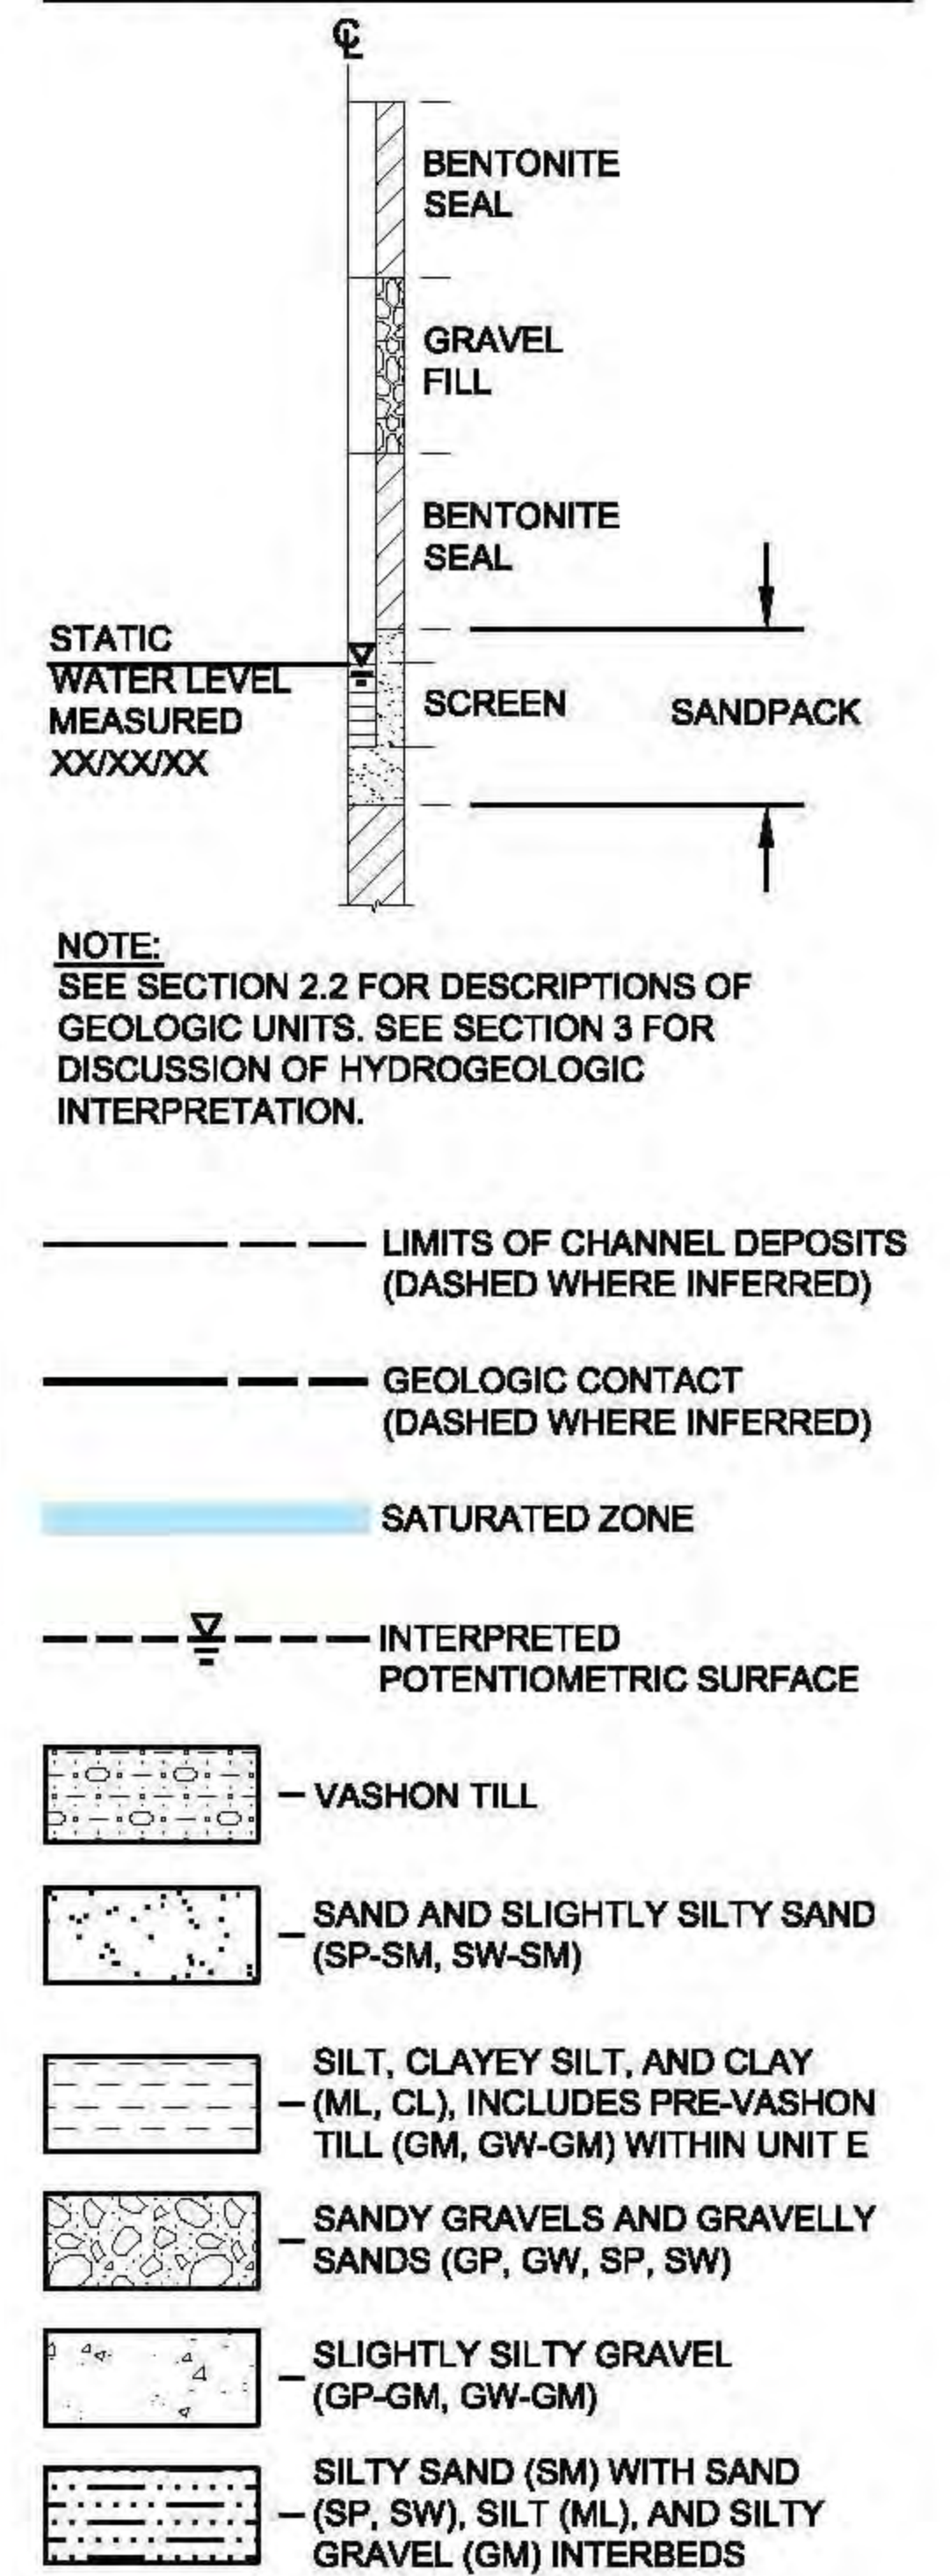 ℄
BENTONITE
SEAL
GRAVEL
FILL
BENTONITE
SEAL
STATIC
WATER LEVEL
MEASURED
XX/XX/XX
SCREEN
SANDPACK
NOTE:
SEE SECTION 2.2 FOR DESCRIPTIONS OF
GEOLOGIC UNITS. SEE SECTION 3 FOR
DISCUSSION OF HYDROGEOLOGIC
INTERPRETATION.
LIMITS OF CHANNEL DEPOSITS
(DASHED WHERE INFERRED)
GEOLOGIC CONTACT
(DASHED WHERE INFERRED)
SATURATED ZONE
INTERPRETED
POTENTIOMETRIC SURFACE
VASHON TILL
SAND AND SLIGHTLY SILTY SAND
(SP-SM, SW-SM)
SILT, CLAYEY SILT, AND CLAY
(ML, CL), INCLUDES PRE-VASHON
TILL (GM, GW-GM) WITHIN UNIT E
SANDY GRAVELS AND GRAVELLY
SANDS (GP, GW, SP, SW)
SLIGHTLY SILTY GRAVEL
(GP-GM, GW-GM)
SILTY SAND (SM) WITH SAND
(SP, SW), SILT (ML), AND SILTY
GRAVEL (GM) INTERBEDS